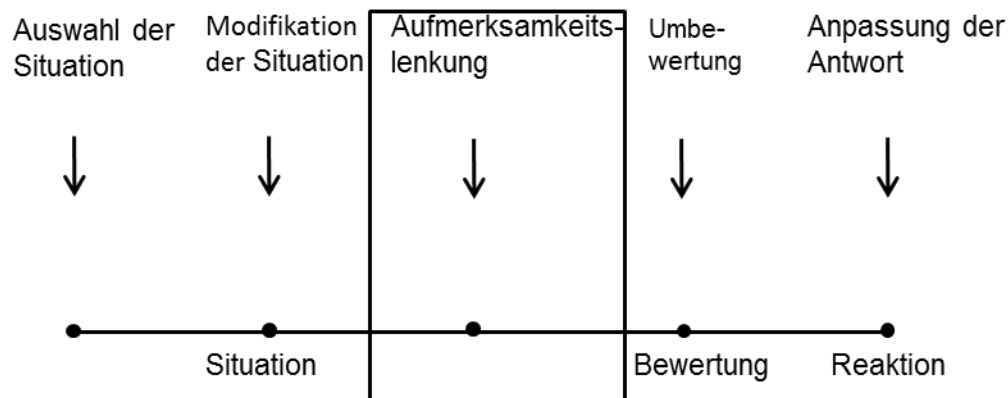 Auswahl der
Situation
Modifikation
der Situation
Aufmerksamkeits-
lenkung
Umbe-
wertung
Anpassung der
Antwort
Situation
Bewertung
Reaktion